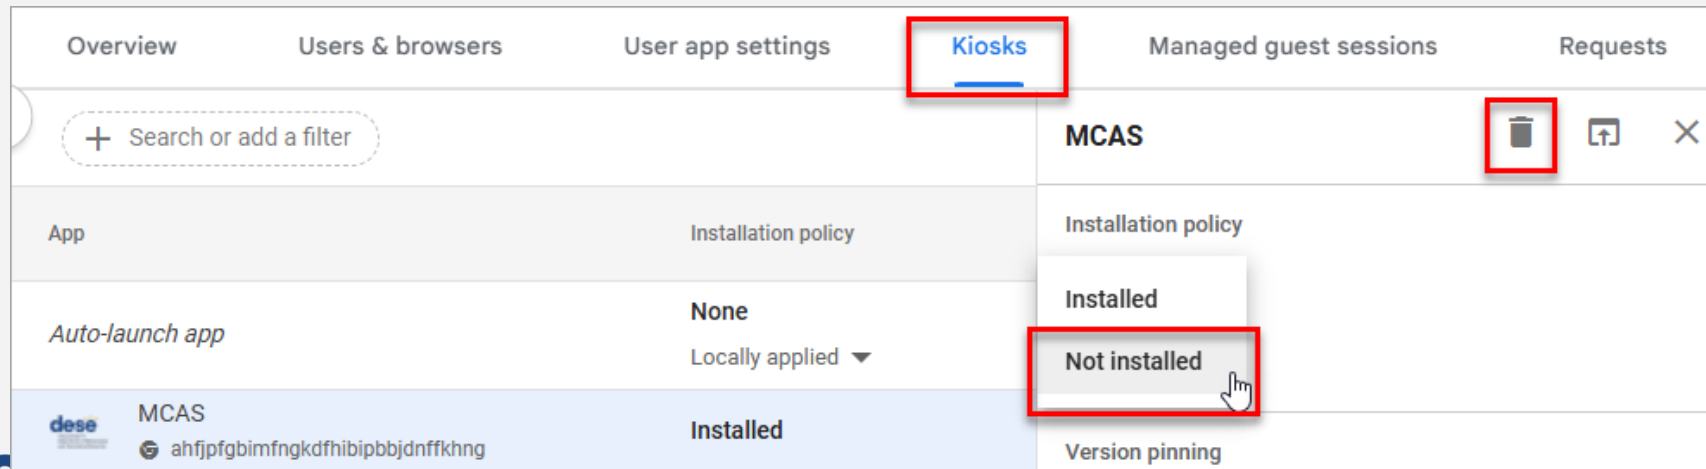 Overview Users & browsers User app settings Kiosks Managed guest sessions Requests
Search or add a filter
MCAS
App Installation policy
Installation policy
Auto-launch app
None
Locally applied
Installed
Not installed
dese
MCAS
ahfjpfgbimfngkdfhibipbbjdnffkhng
Installed
Version pinning